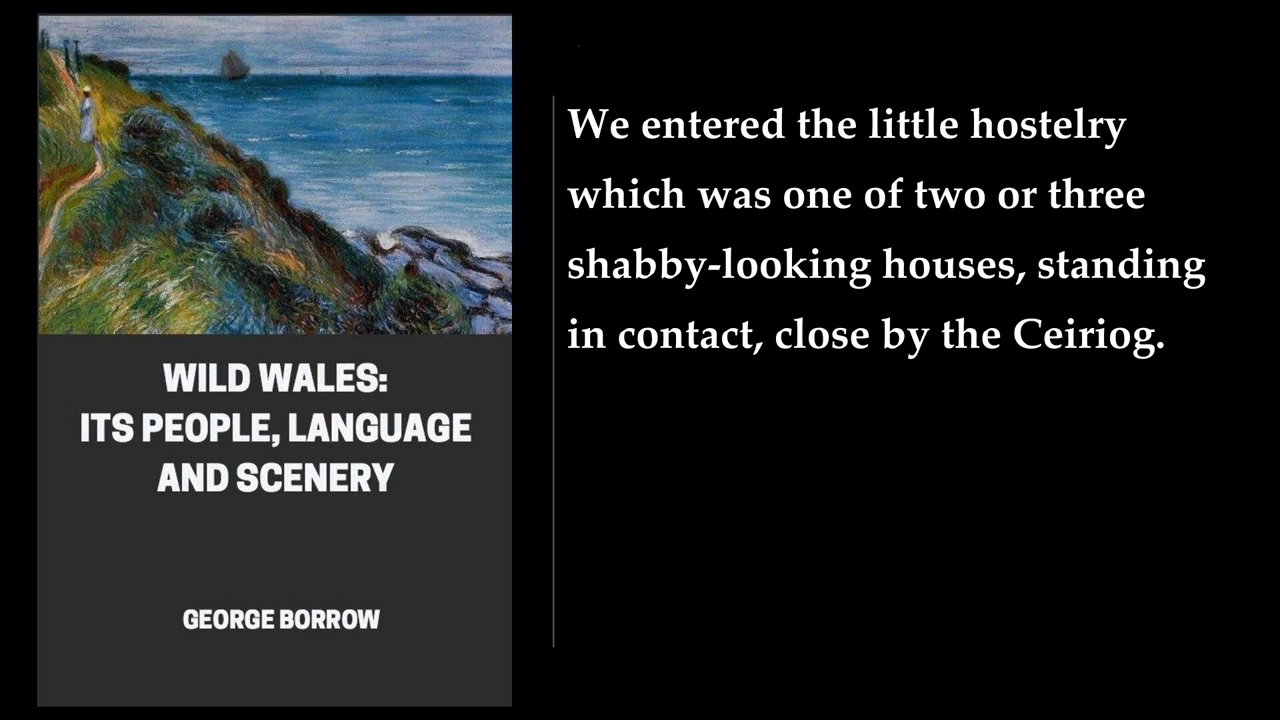 WILD WALES:
ITS PEOPLE, LANGUAGE
AND SCENERY
GEORGE BORROW
We entered the little hostelry
which was one of two or three
shabby-looking houses, standing
in contact, close by the Ceiriog.